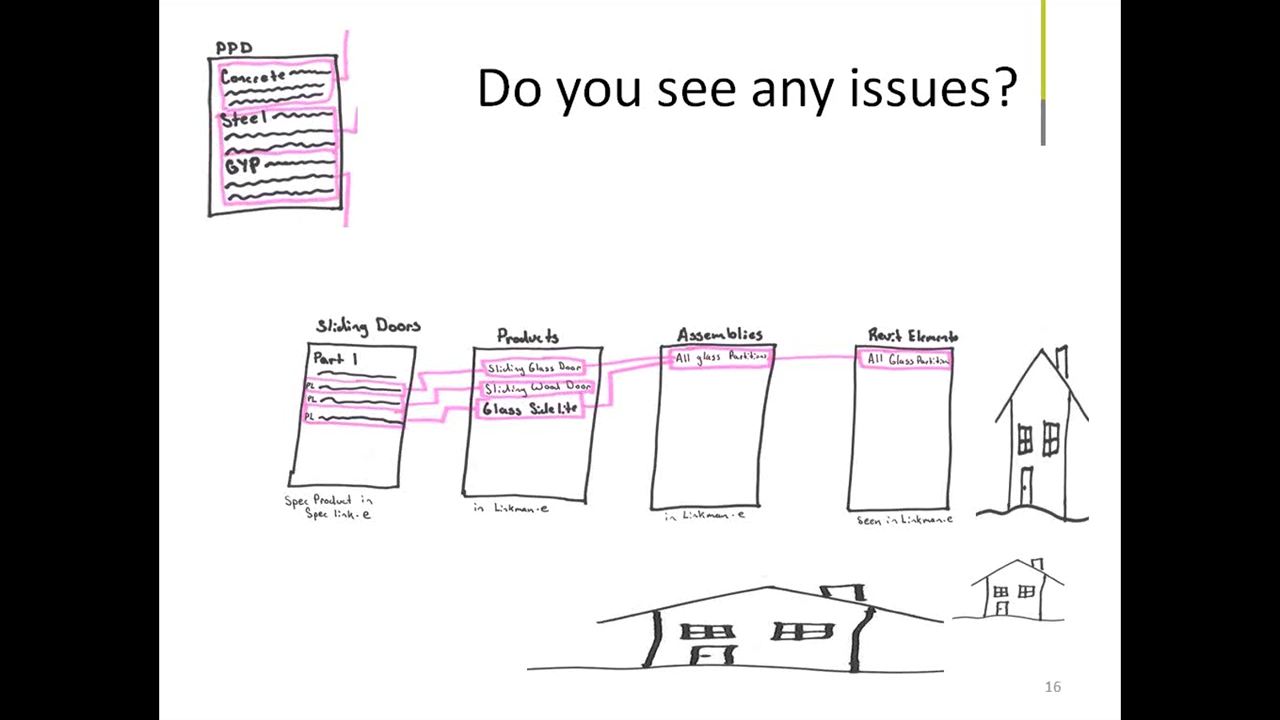 PPD
Concrete
Steel
GYP
Do you see any issues?
Sliding Doors
Part 1
PL
PL
PL
Spec Product in
Spec link-e
Products
Sliding Glass Door
Sliding Wood Door
Glass Sidelite
in Linkman-e
Assemblies
All glass Partitions
in Linkman-e
Revit Elements
All Glass Partition
seen in Linkman-e
16